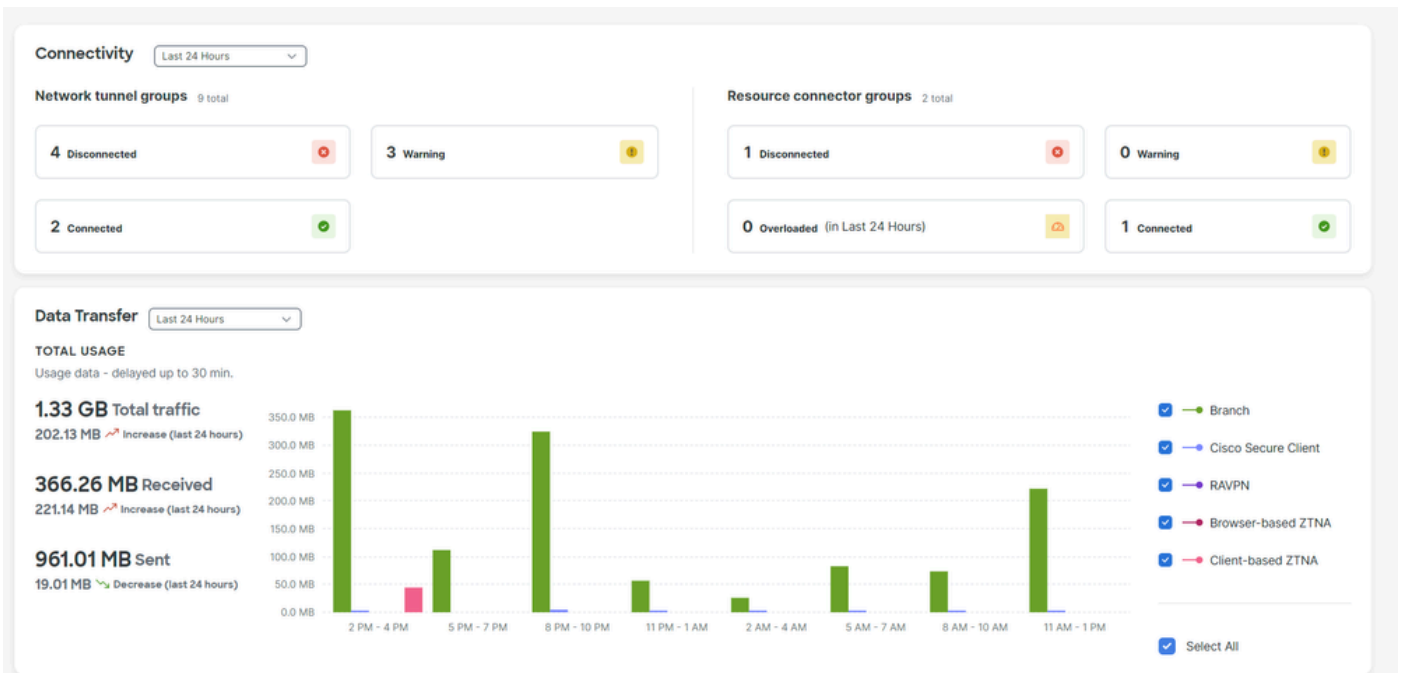 Connectivity Last 24 Hours
Network tunnel groups 9 total
4 Disconnected
3 Warning
2 Connected
Resource connector groups 2 total
1 Disconnected
0 Warning
0 Overloaded (in Last 24 Hours)
1 Connected
Data Transfer Last 24 Hours
TOTAL USAGE
Usage data - delayed up to 30 min.
1.33 GB Total traffic
202.13 MB Increase (last 24 hours)
366.26 MB Received
221.14 MB Increase (last 24 hours)
961.01 MB Sent
19.01 MB Decrease (last 24 hours)
350.0 MB
300.0 MB
250.0 MB
200.0 MB
150.0 MB
100.0 MB
50.0 MB
0.0 MB
2 PM - 4 PM
5 PM - 7 PM
8 PM - 10 PM
11 PM - 1 AM
2 AM - 4 AM
5 AM - 7 AM
8 AM - 10 AM
11 AM - 1 PM
Branch
Cisco Secure Client
RAVPN
Browser-based ZTNA
Client-based ZTNA
Select All